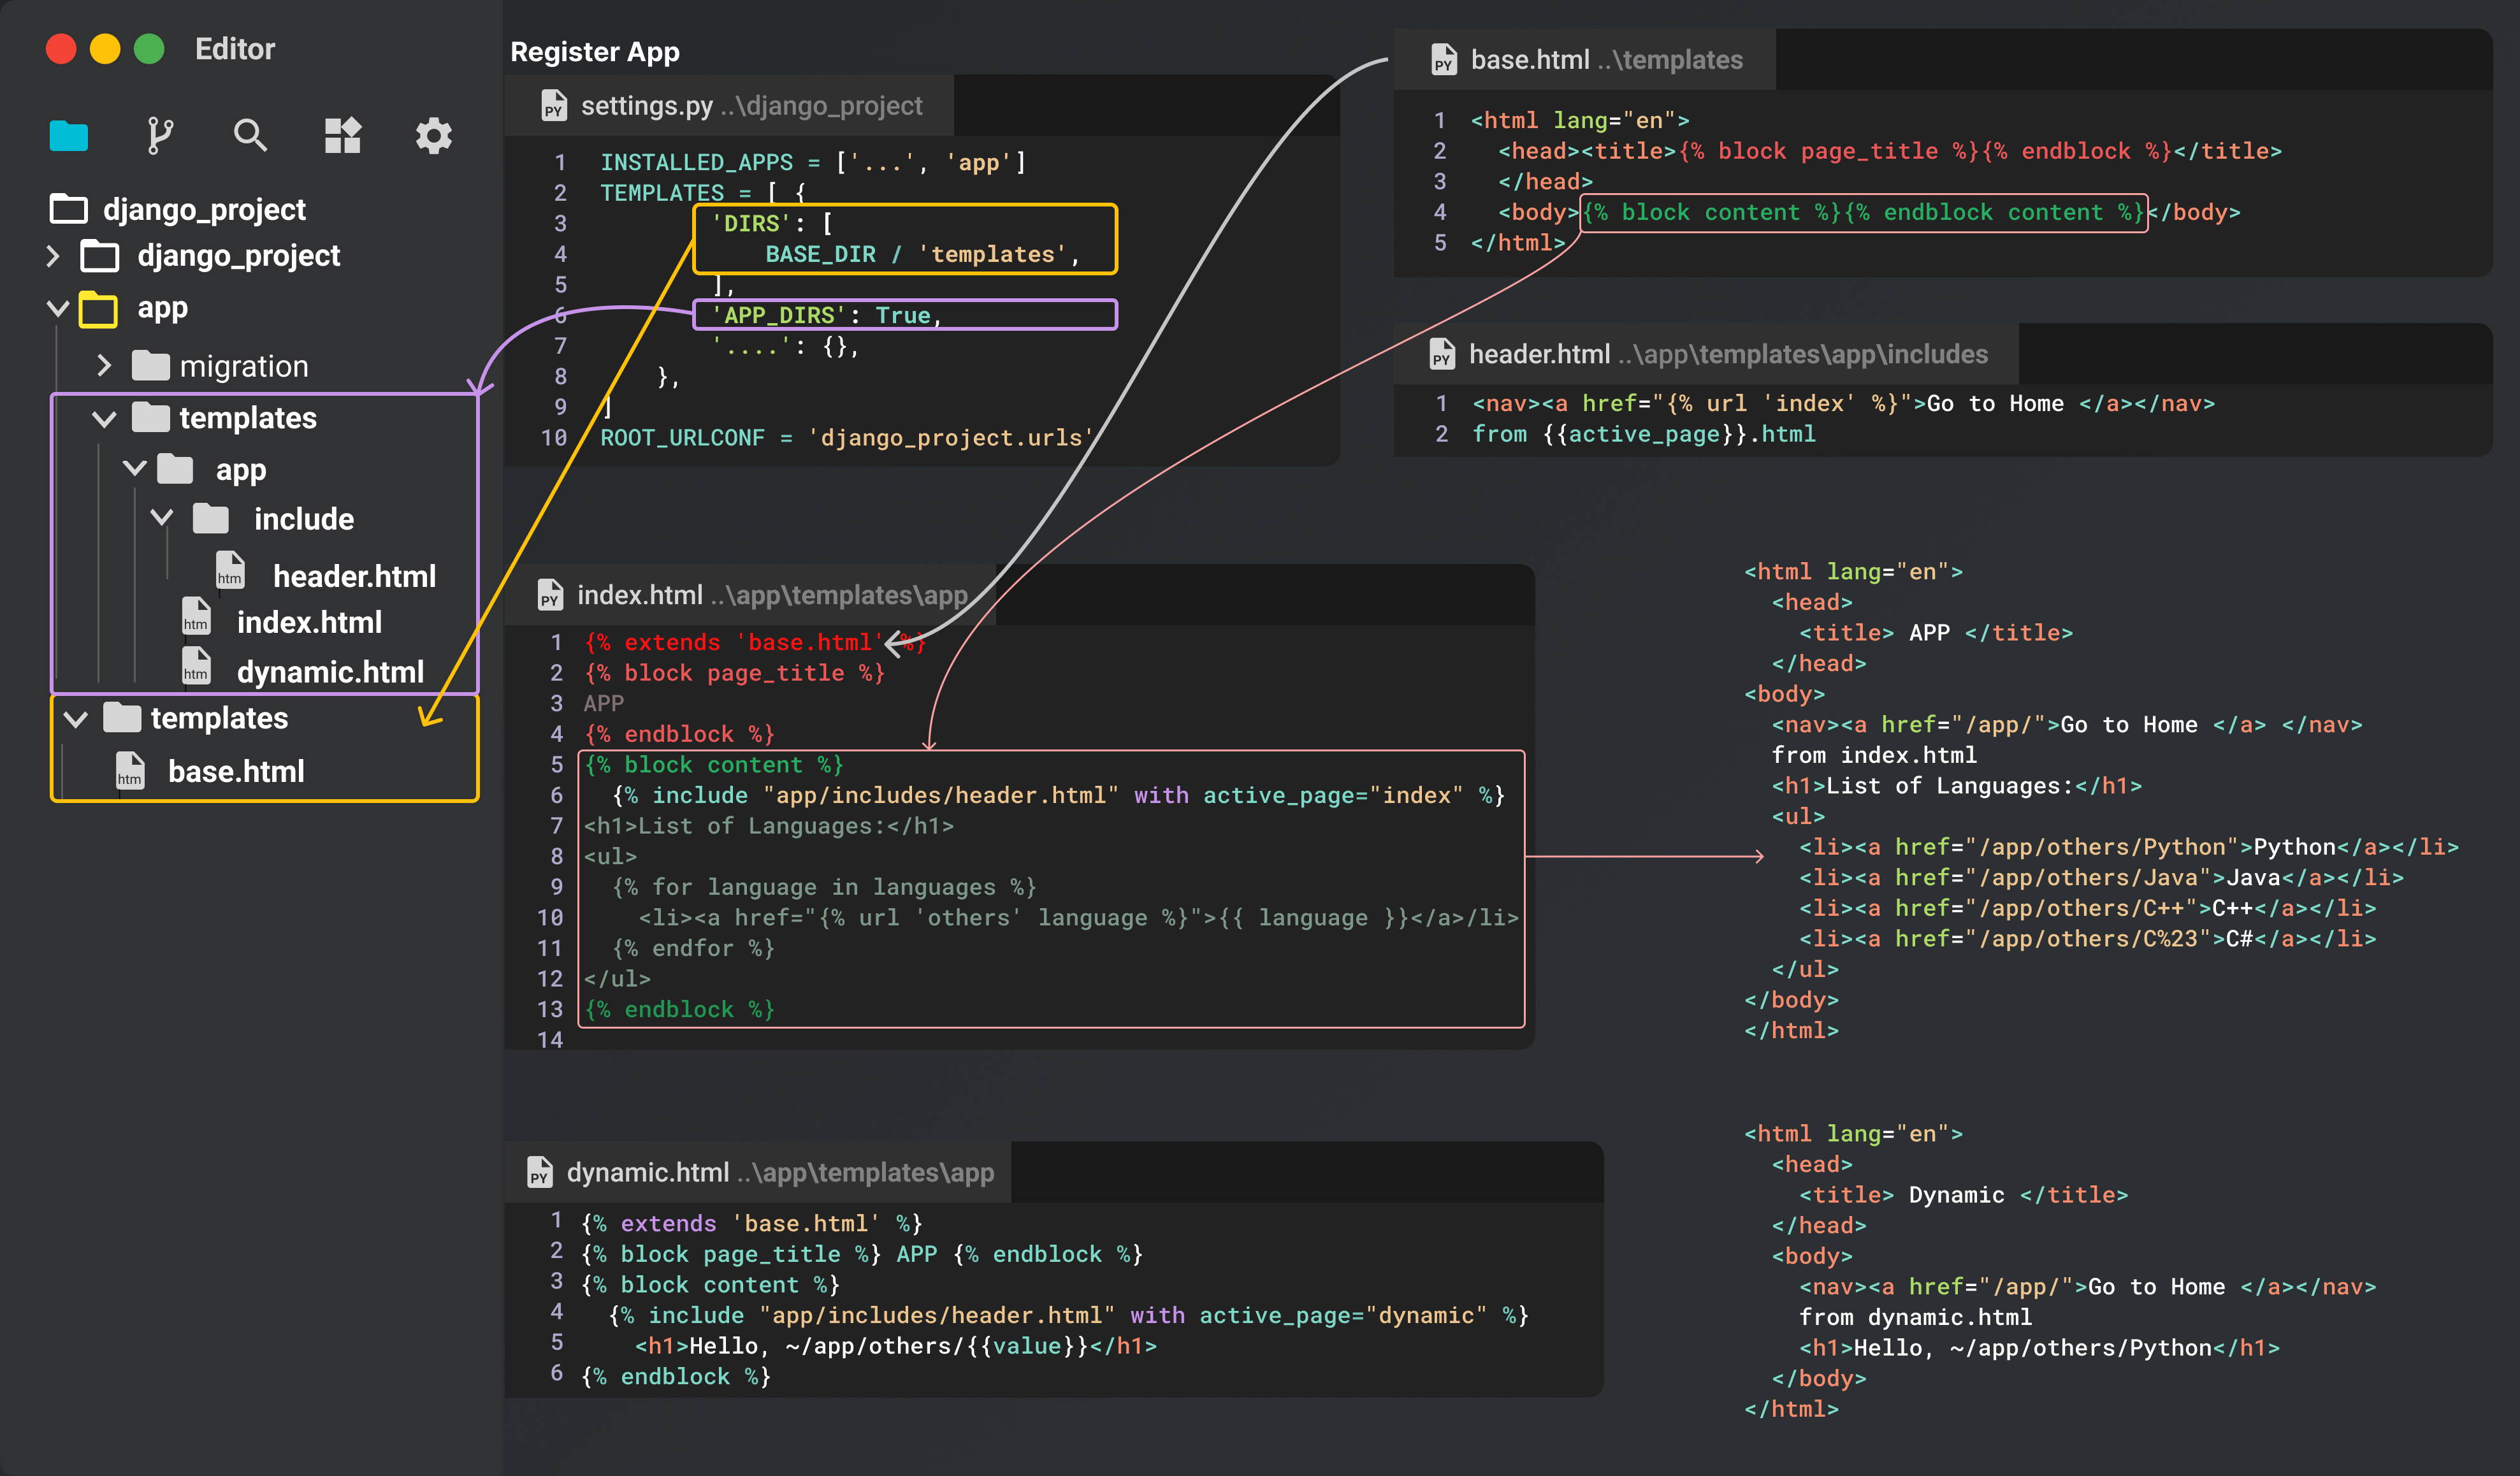 Editor
django_project
django_project
app
migration
templates
app
include
htm header.html
htm index.html
htm dynamic.html
templates
htm base.html
Register App
PY settings.py ..\django_project
1 INSTALLED_APPS = ['...', 'app']
2 TEMPLATES = [ {
3 'DIRS': [
4 BASE_DIR / 'templates',
5 ],
6 'APP_DIRS': True,
7 '....': {},
8 },
9 ]
10 ROOT_URLCONF = 'django_project.urls'
PY base.html ..\templates
1 <html lang="en">
2 <head><title>{% block page_title %}{% endblock %}</title>
3 </head>
4 <body>{% block content %}{% endblock content %}</body>
5 </html>
PY header.html ..\app\templates\app\includes
1 <nav><a href="{% url 'index' %}">Go to Home </a></nav>
2 from {{active_page}}.html
PY index.html ..\app\templates\app
1 {% extends 'base.html' %}
2 {% block page_title %}
3 APP
4 {% endblock %}
5 {% block content %}
6 {% include "app/includes/header.html" with active_page="index" %}
7 <h1>List of Languages:</h1>
8 <ul>
9 {% for language in languages %}
10 <li><a href="{% url 'others' language %}">{{ language }}</a>/li>
11 {% endfor %}
12 </ul>
13 {% endblock %}
14
<html lang="en">
<head>
<title> APP </title>
</head>
<body>
<nav><a href="/app/">Go to Home </a> </nav>
from index.html
<h1>List of Languages:</h1>
<ul>
<li><a href="/app/others/Python">Python</a></li>
<li><a href="/app/others/Java">Java</a></li>
<li><a href="/app/others/C++">C++</a></li>
<li><a href="/app/others/C%23">C#</a></li>
</ul>
</body>
</html>
PY dynamic.html ..\app\templates\app
1 {% extends 'base.html' %}
2 {% block page_title %} APP {% endblock %}
3 {% block content %}
4 {% include "app/includes/header.html" with active_page="dynamic" %}
5 <h1>Hello, ~/app/others/{{value}}</h1>
6 {% endblock %}
<html lang="en">
<head>
<title> Dynamic </title>
</head>
<body>
<nav><a href="/app/">Go to Home </a></nav>
from dynamic.html
<h1>Hello, ~/app/others/Python</h1>
</body>
</html>